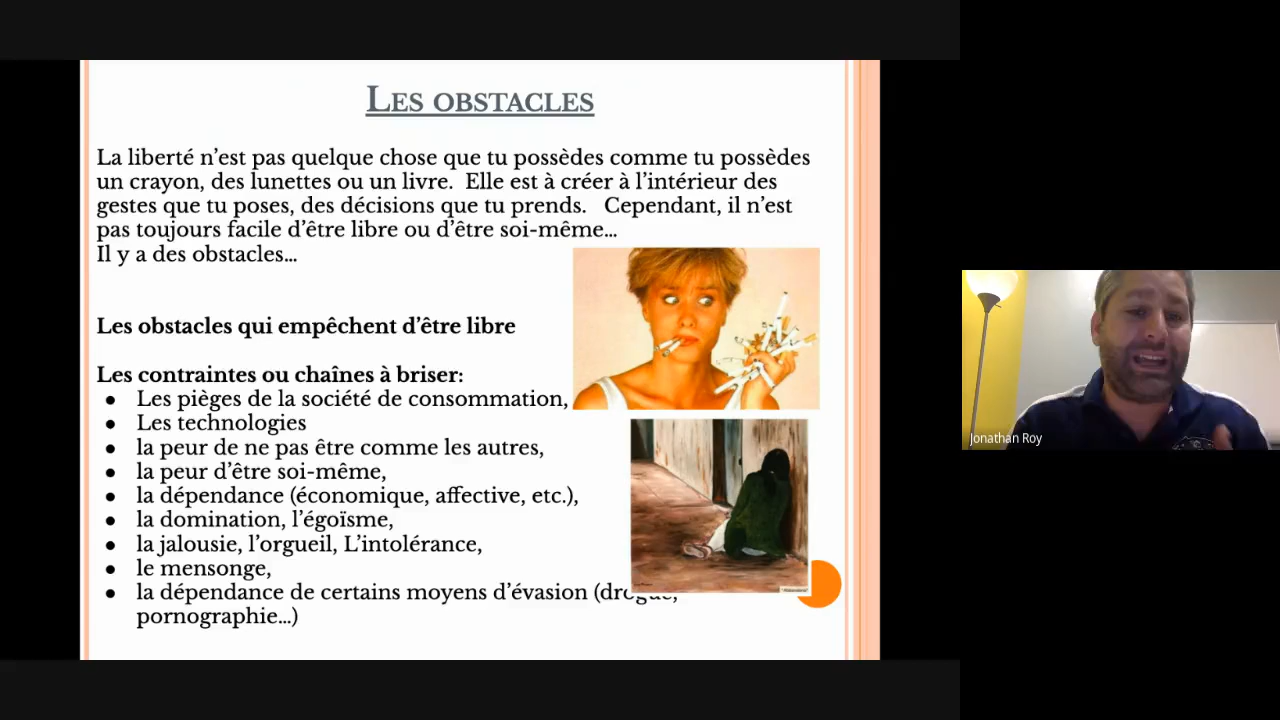 Les obstacles
La liberté n’est pas quelque chose que tu possèdes comme tu possèdes
un crayon, des lunettes ou un livre.  Elle est à créer à l’intérieur des
gestes que tu poses, des décisions que tu prends.   Cependant, il n’est
pas toujours facile d’être libre ou d’être soi-même…
Il y a des obstacles…
Les obstacles qui empêchent d’être libre
Les contraintes ou chaînes à briser:
● Les pièges de la société de consommation,
● Les technologies
● la peur de ne pas être comme les autres,
● la peur d’être soi-même,
● la dépendance (économique, affective, etc.),
● la domination, l’égoïsme,
● la jalousie, l’orgueil, L’intolérance,
● le mensonge,
● la dépendance de certains moyens d’évasion (drogue,
pornographie…)
Jonathan Roy